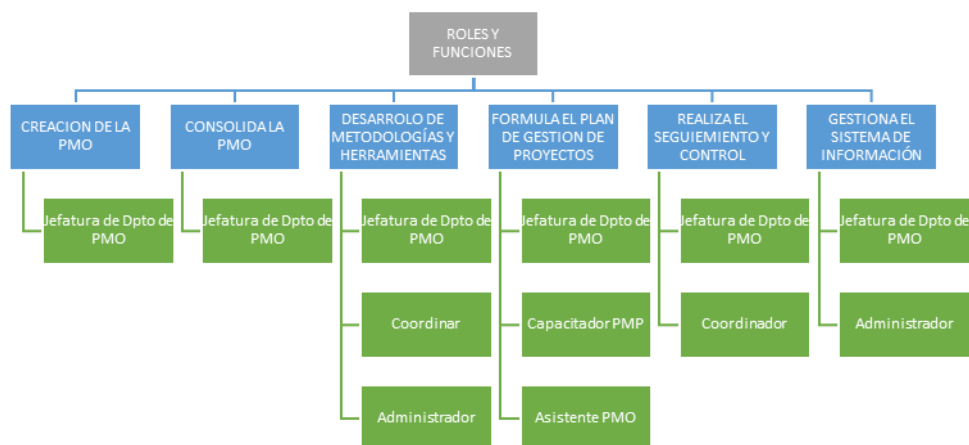 ROLES Y
FUNCIONES
CREACION DE LA
PMO
CONSOLIDA LA
PMO
DESARROLO DE
METODOLOGÍAS Y
HERRAMIENTAS
FORMULA EL PLAN
DE GESTION DE
PROYECTOS
REALIZA EL
SEGUIEMIENTO Y
CONTROL
GESTIONA EL
SISTEMA DE
INFORMACIÓN
Jefatura de Dpto de
PMO
Jefatura de Dpto de
PMO
Jefatura de Dpto de
PMO
Jefatura de Dpto de
PMO
Jefatura de Dpto de
PMO
Jefatura de Dpto de
PMO
Coordinar
Capacitador PMP
Coordinador
Administrador
Administrador
Asistente PMO